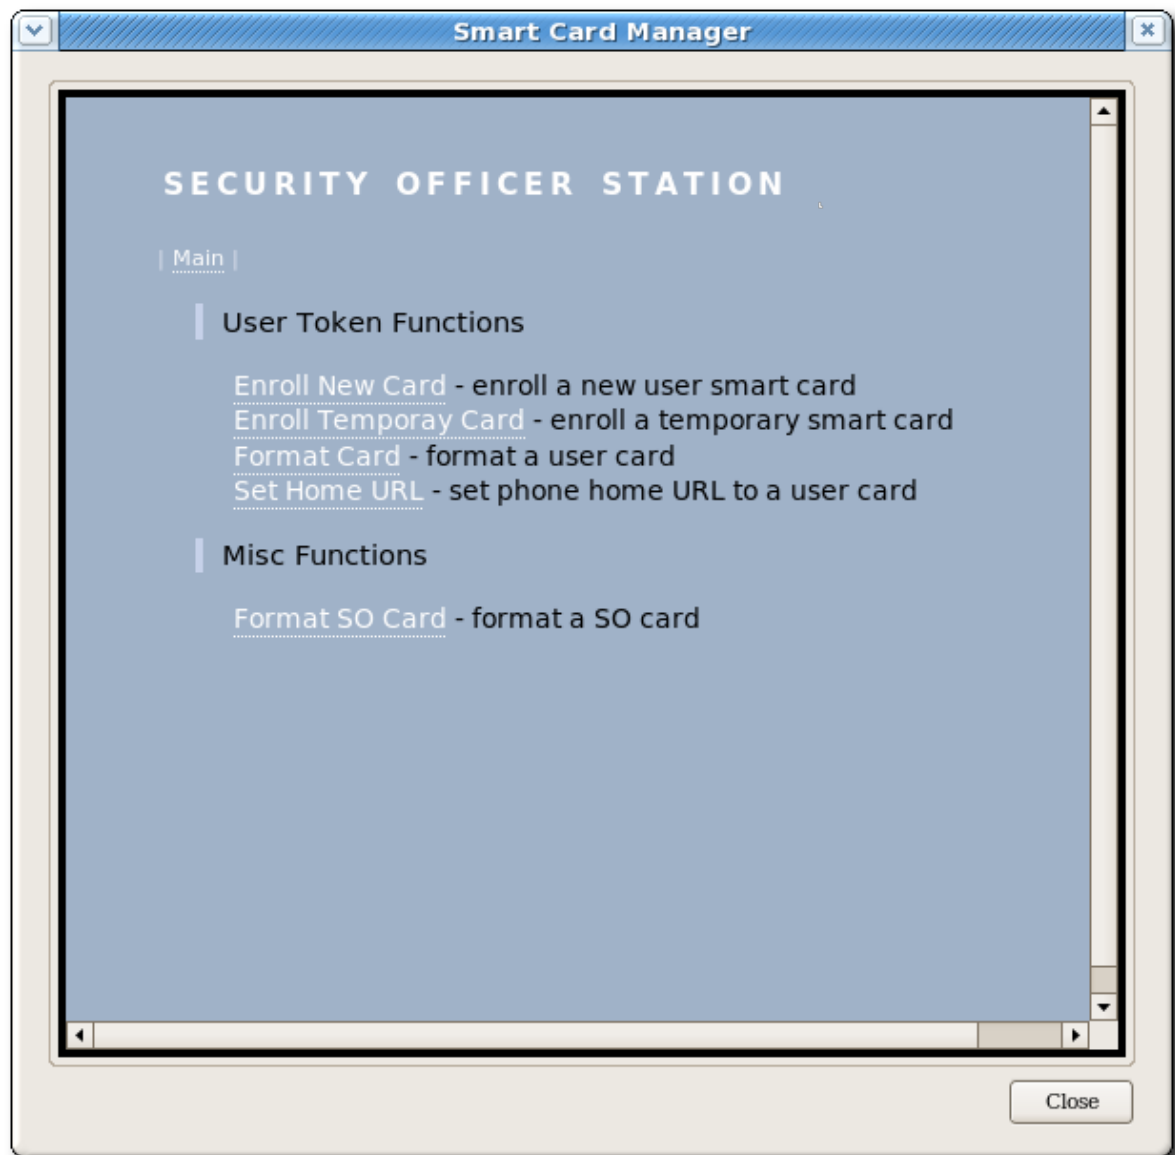 Smart Card Manager
SECURITY OFFICER STATION
| Main |
User Token Functions
Enroll New Card - enroll a new user smart card
Enroll Temporay Card - enroll a temporary smart card
Format Card - format a user card
Set Home URL - set phone home URL to a user card
Misc Functions
Format SO Card - format a SO card
Close